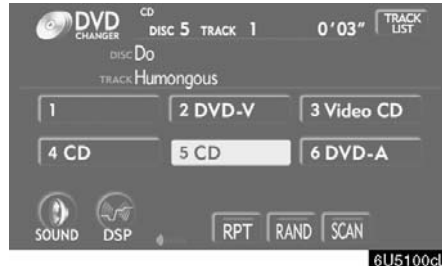 DVD CHANGER CD DISC 5 TRACK 1 0'03" TRACK LIST
DISC Do
TRACK Humongous
1 2 DVD-V 3 Video CD
4 CD 5 CD 6 DVD-A
SOUND DSP RPT RAND SCAN
6U5100cl